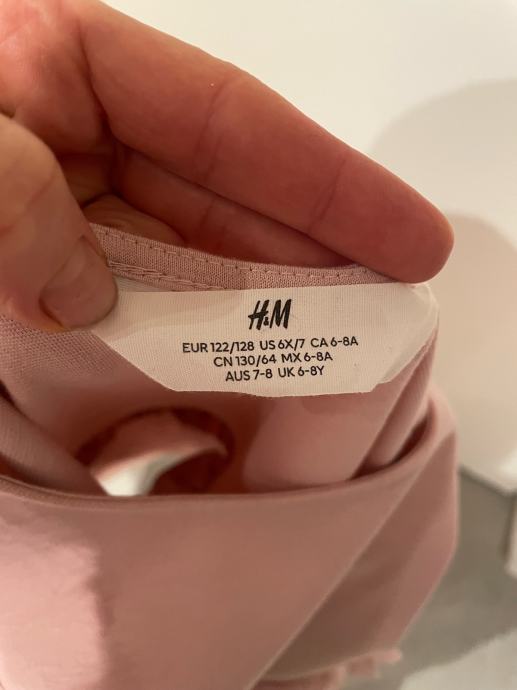 H&M
EUR 122/128 US 6X/7 CA 6-8A
CN 130/64 MX 6-8A
AUS 7-8 UK 6-8Y